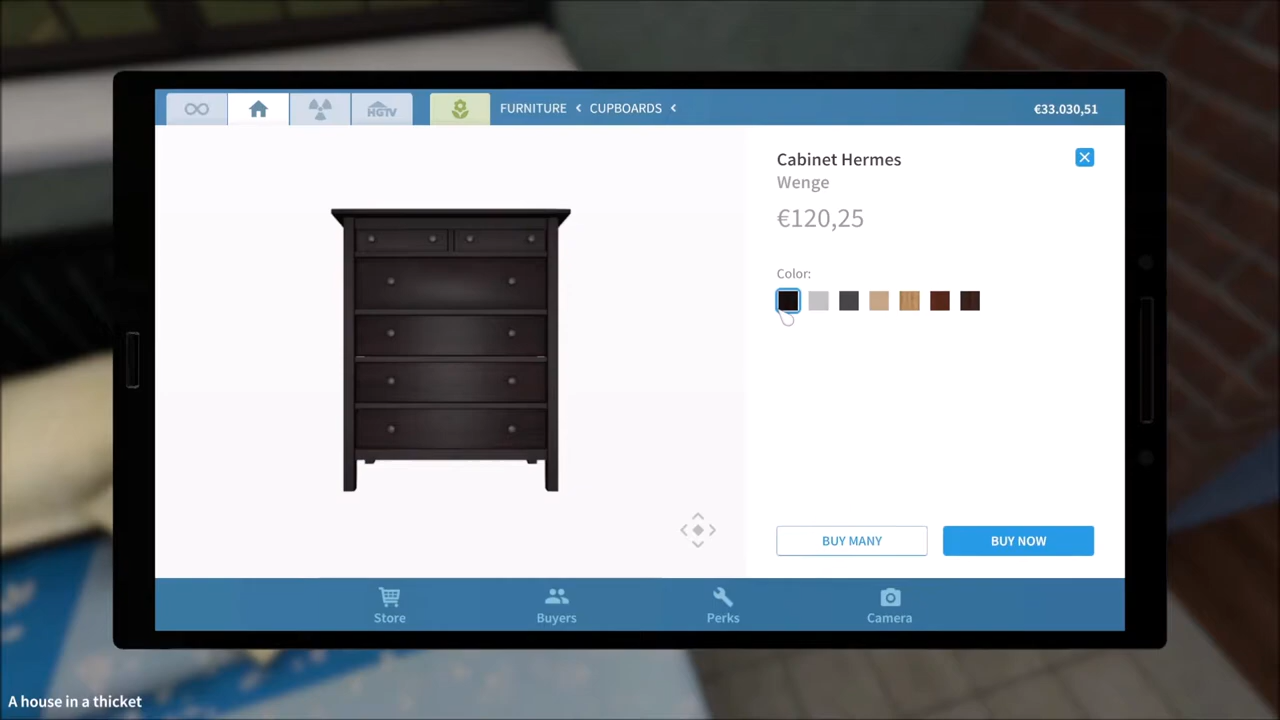 HGTV
FURNITURE < CUPBOARDS <
€33.030,51
Cabinet Hermes
Wenge
€120,25
Color:
BUY MANY
BUY NOW
Store
Buyers
Perks
Camera
A house in a thicket